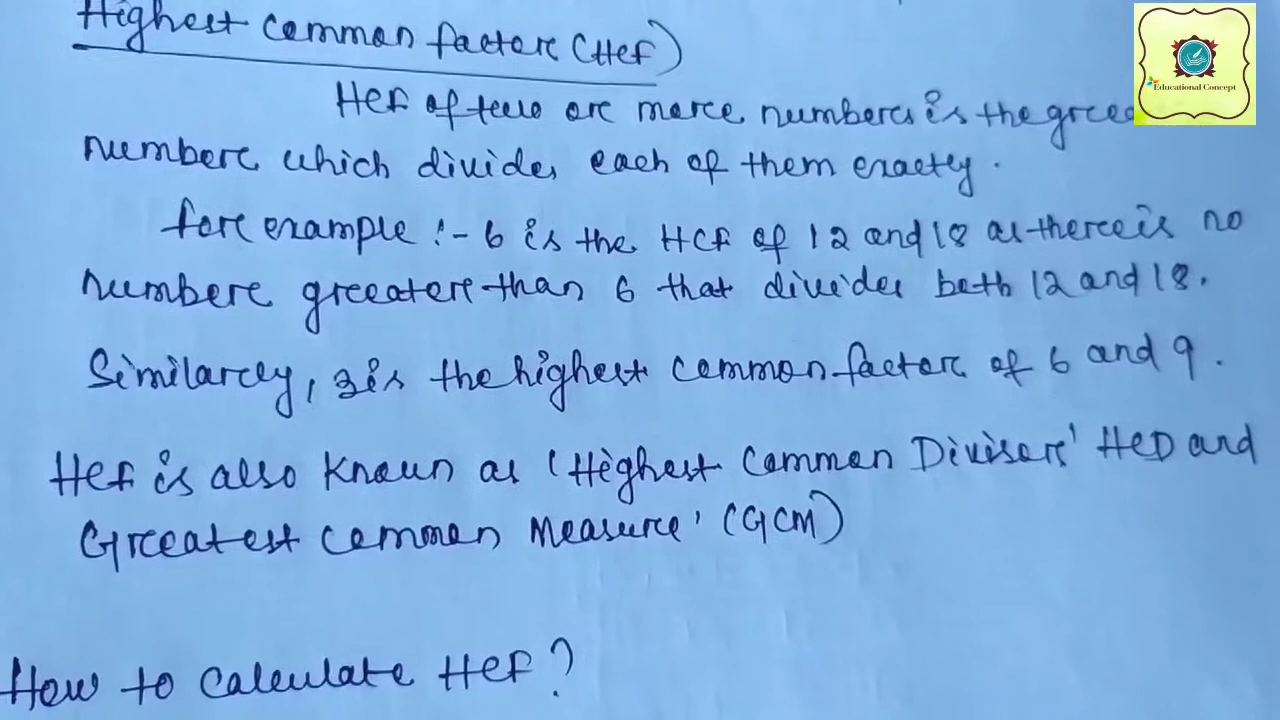 Highest Common factor (HCF)
HCF of two or more numbers is the grea
Educational Concept
number which divides each of them exactly.
for example :- 6 is the HCF of 12 and 18 as there is no
number greater than 6 that divides both 12 and 18.
Similarly, 3 is the highest common factor of 6 and 9.
HCF is also known as 'Highest Common Divisor' HCD and
Greatest Common Measure' (GCM)
How to calculate HCF?